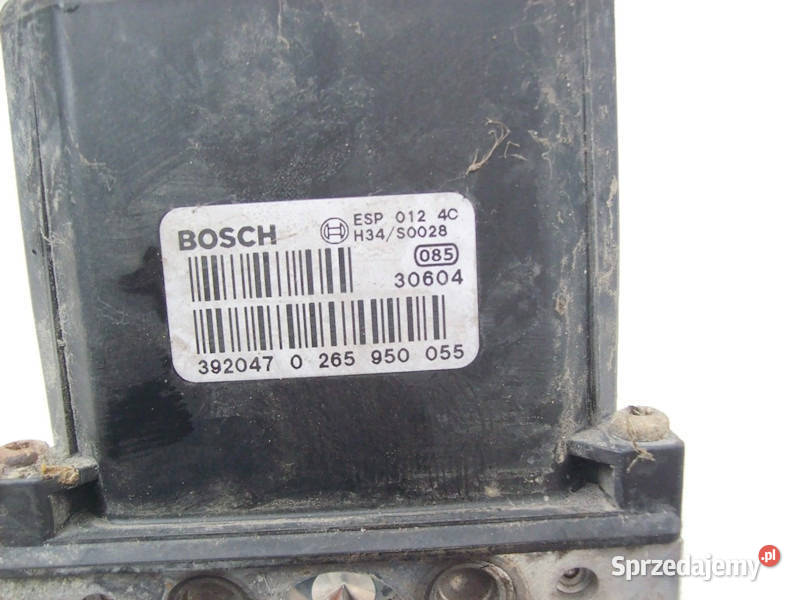 BOSCH
ESP 012 4C
H34/S0028
085
30604
392047 0 265 950 055
Sprzedajemy.pl